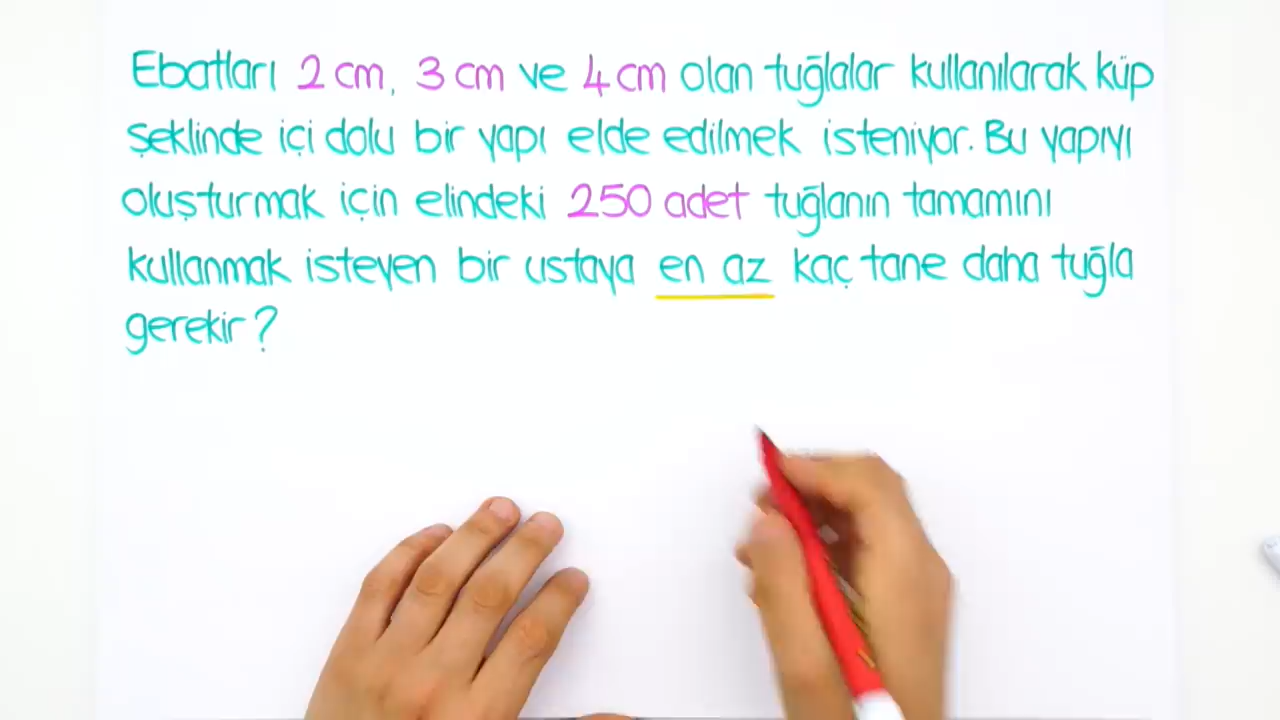 Ebatları 2 cm, 3 cm ve 4 cm olan tuğlalar kullanılarak küp
şeklinde içi dolu bir yapı elde edilmek isteniyor. Bu yapıyı
oluşturmak için elindeki 250 adet tuğlanın tamamını
kullanmak isteyen bir ustaya en az kaç tane daha tuğla
gerekir?